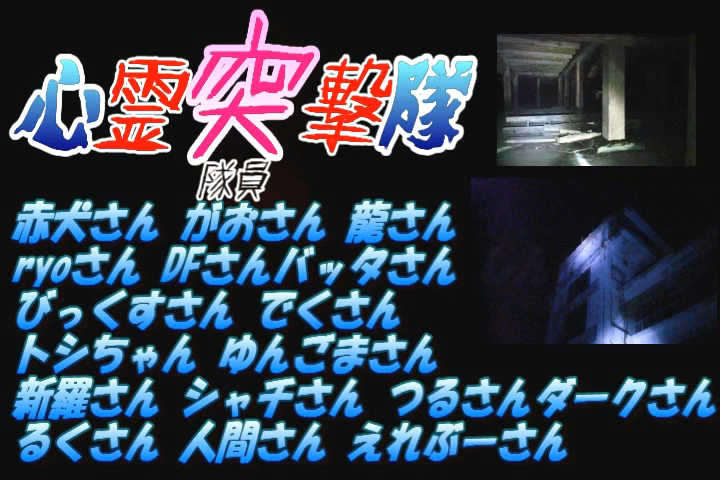 心霊突撃隊
隊員
赤犬さん がおさん 龍さん
ryoさん DFさんバッタさん
びっくすさん でくさん
トシちゃん ゆんごまさん
新羅さん シャチさん つるさんダークさん
るくさん 人間さん えれぶーさん